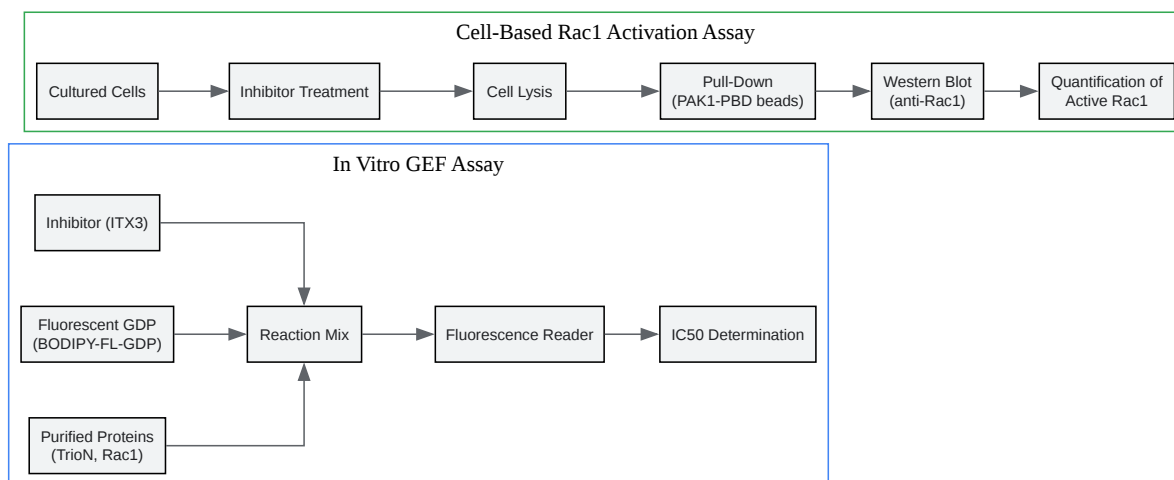 Cell-Based Rac1 Activation Assay
Cultured Cells
Inhibitor Treatment
Cell Lysis
Pull-Down
(PAK1-PBD beads)
Western Blot
(anti-Rac1)
Quantification of
Active Rac1
In Vitro GEF Assay
Inhibitor (ITX3)
Fluorescent GDP
(BODIPY-FL-GDP)
Reaction Mix
Fluorescence Reader
IC50 Determination
Purified Proteins
(TrioN, Rac1)